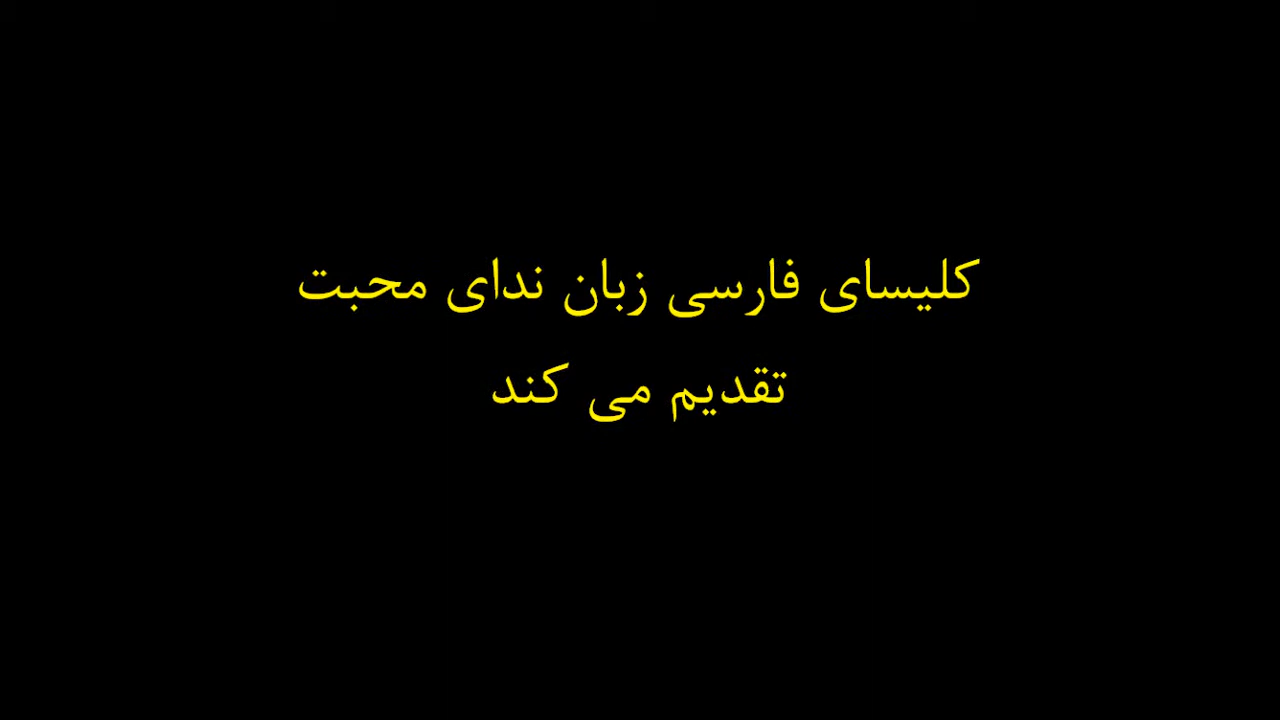 کلیسای فارسی زبان ندای محبت
تقدیم می کند